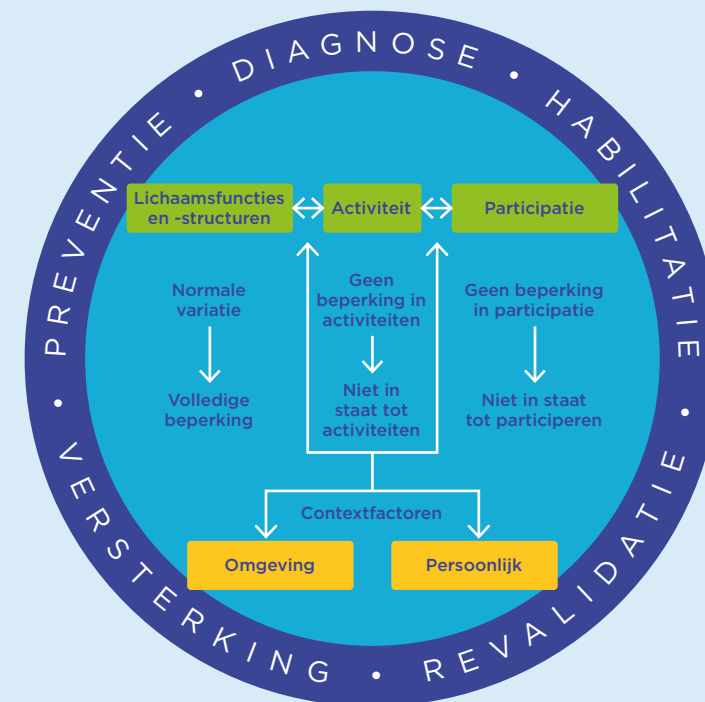 PREVENTIE • DIAGNOSE • HABILITATIE • REVALIDATIE • VERSTERKING •
Lichaamsfuncties
en -structuren
Activiteit
Participatie
Normale
variatie
Volledige
beperking
Geen
beperking in
activiteiten
Niet in
staat tot
activiteiten
Geen beperking
in participatie
Niet in staat
tot participeren
Contextfactoren
Omgeving
Persoonlijk